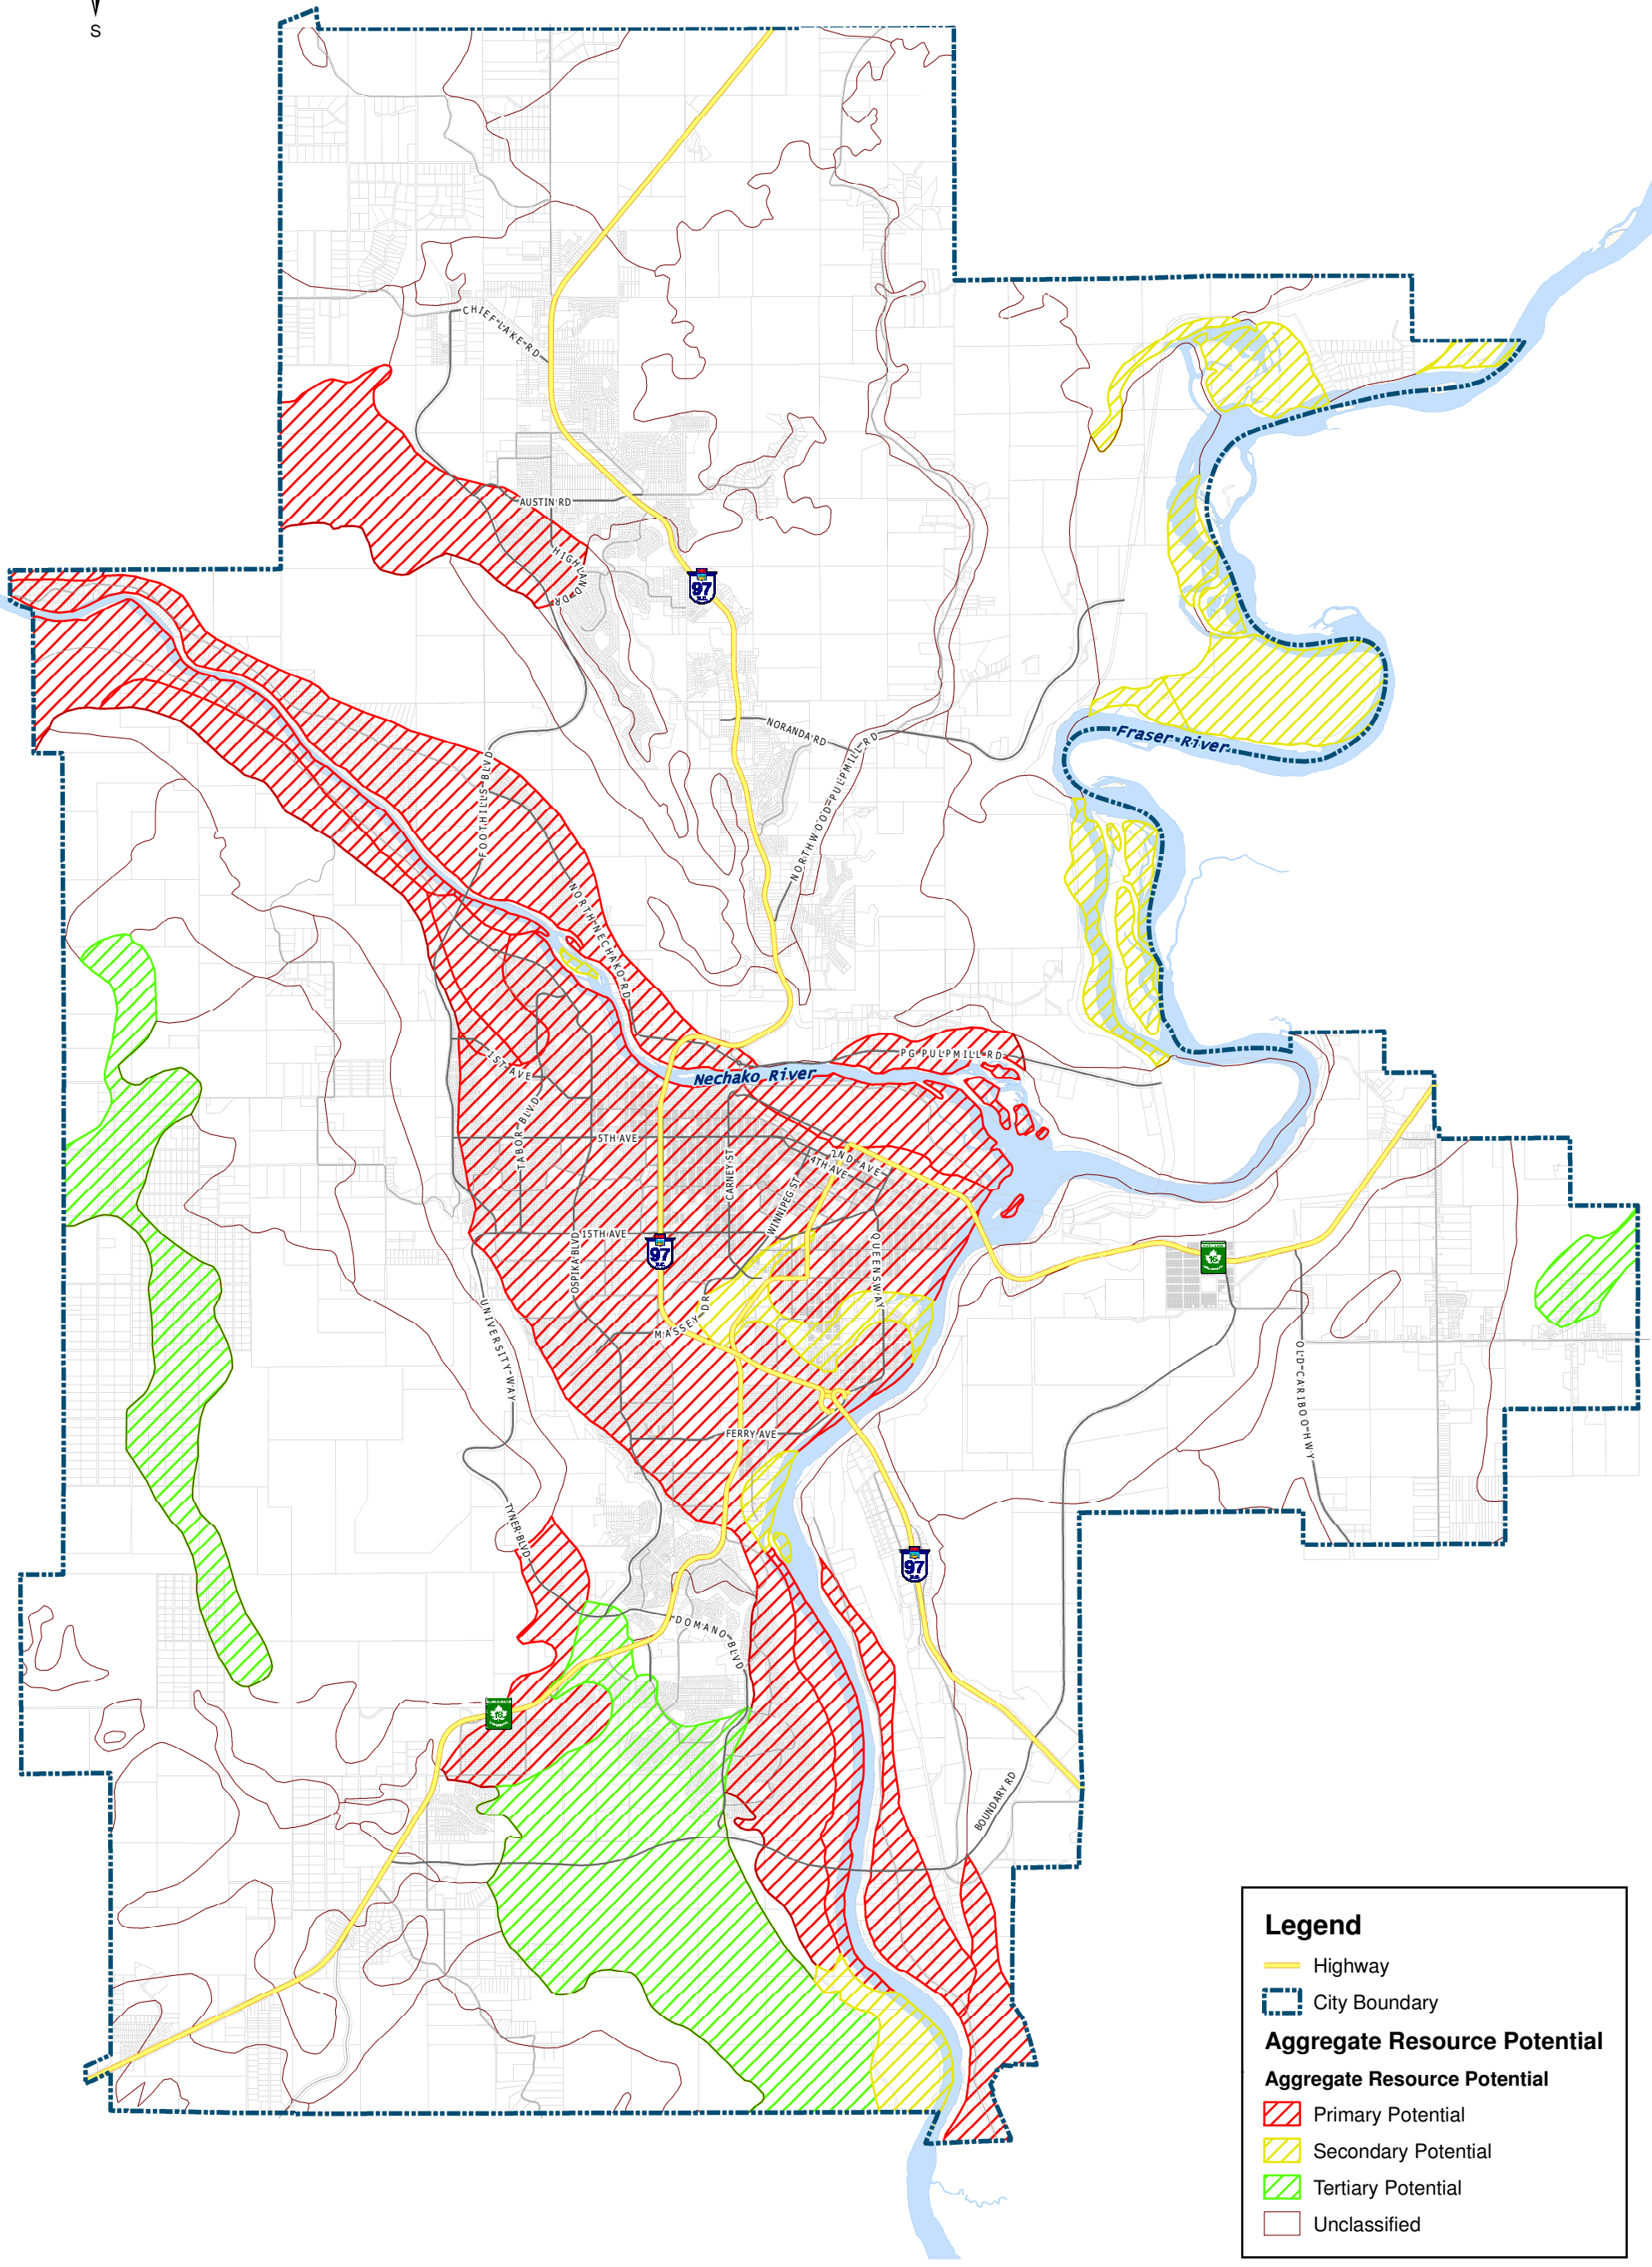 S
CHIEF LAKE RD
AUSTIN RD
HIGHLAND DR
97
NORANDA RD
Fraser River
NORTHWOOD PULPMILL RD
FOOTHILLS BLVD
NORTH NECHAKO RD
PG PULPMILL RD
1ST AVE
Nechako River
TABOR BLVD
5TH AVE
CARNEY ST
2ND AVE
4TH AVE
WINNIPEG ST
15TH AVE
97
OSPIKA BLVD
QUEENSWAY
16
MASSEY DR
UNIVERSITY WAY
OLD CARIBOO HWY
FERRY AVE
TYNER BLVD
97
DOMANO BLVD
16
BOUNDARY RD
Legend
Highway
City Boundary
Aggregate Resource Potential
Aggregate Resource Potential
Primary Potential
Secondary Potential
Tertiary Potential
Unclassified